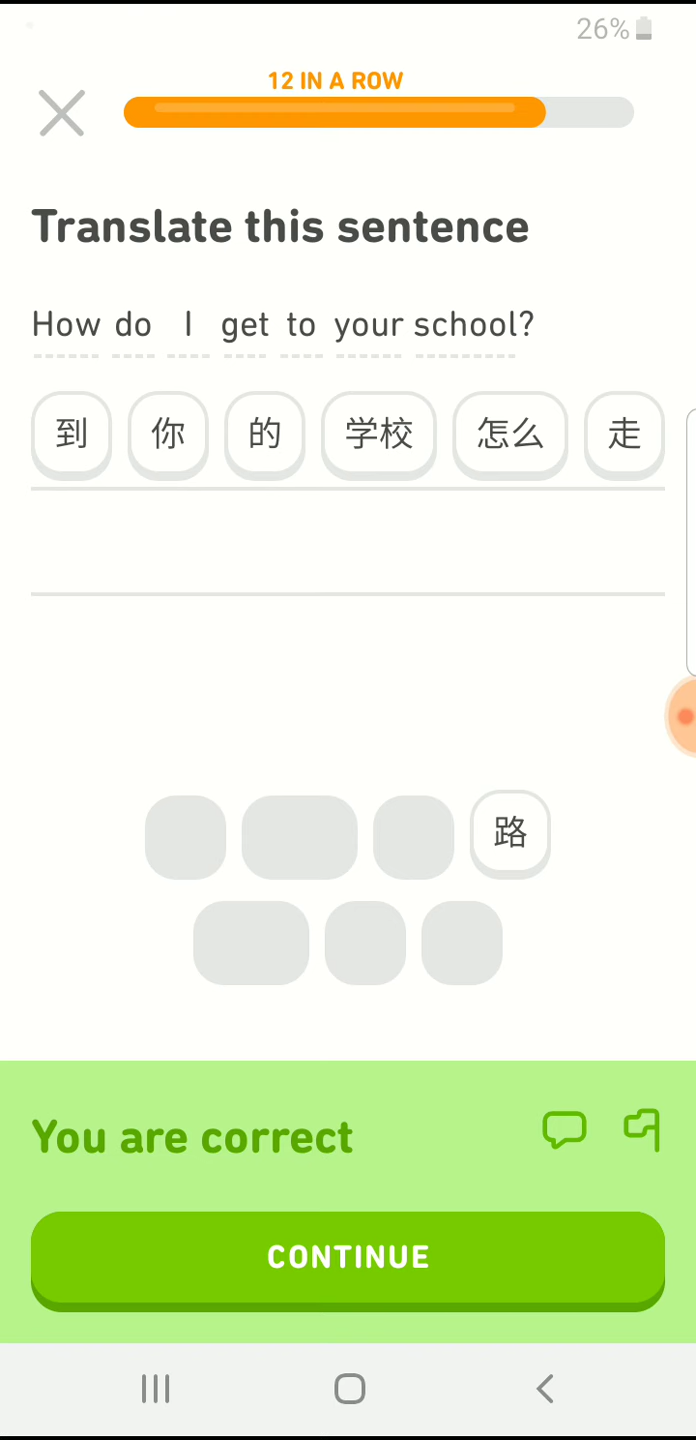 26%
12 IN A ROW
Translate this sentence
How do I get to your school?
到 你 的 学校 怎么 走
路
You are correct
CONTINUE